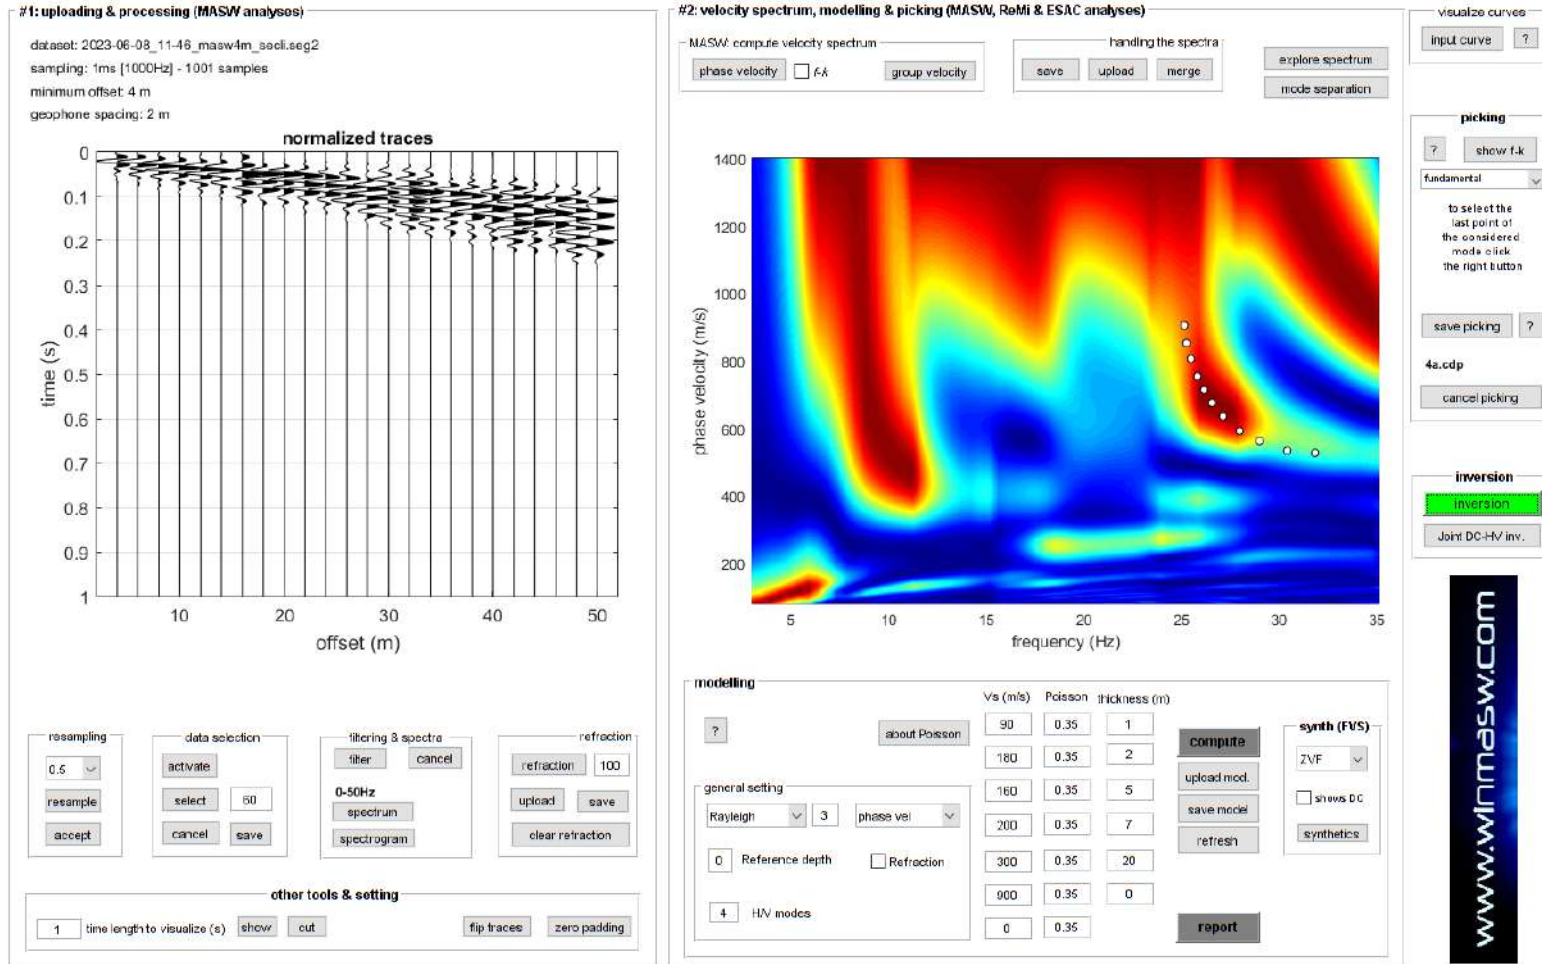 #1: uploading & processing (MASW analyses)
dataset: 2023-06-08_11-46_masw4m_secli.seg2
sampling: 1ms [1000Hz] - 1001 samples
minimum offset: 4 m
geophone spacing: 2 m
normalized traces
0
0.1
0.2
0.3
0.4
0.5
0.6
0.7
0.8
0.9
1
time (s)
10 20 30 40 50
offset (m)
resampling
0.5
resample
accept
data selection
activate
select 60
cancel save
filtering & spectra
filter cancel
0-50Hz
spectrum
spectrogram
refraction
refraction 100
upload save
clear refraction
other tools & setting
1 time length to visualize (s) show cut flip traces zero padding
#2: velocity spectrum, modelling & picking (MASW, ReMi & ESAC analyses)
MASW: compute velocity spectrum
phase velocity f-k group velocity
handling the spectra
save upload merge
explore spectrum
mode separation
1400
1200
1000
800
600
400
200
phase velocity (m/s)
5 10 15 20 25 30 35
frequency (Hz)
modelling
?
about Poisson
general setting
Rayleigh 3 phase vel
0 Reference depth Refraction
4 H/V modes
Vs (m/s) Poisson thickness (m)
90 0.35 1
180 0.35 2
160 0.35 5
200 0.35 7
300 0.35 20
900 0.35 0
0 0.35
compute
upload mod.
save model
refresh
report
synth (FVS)
ZVF
shows DC
synthetics
visualize curves
input curve ?
picking
? show f-k
fundamental
to select the
last point of
the considered
mode click
the right button
save picking ?
4a.cdp
cancel picking
inversion
inversion
Joint DC-HV inv.
www.winmasw.com